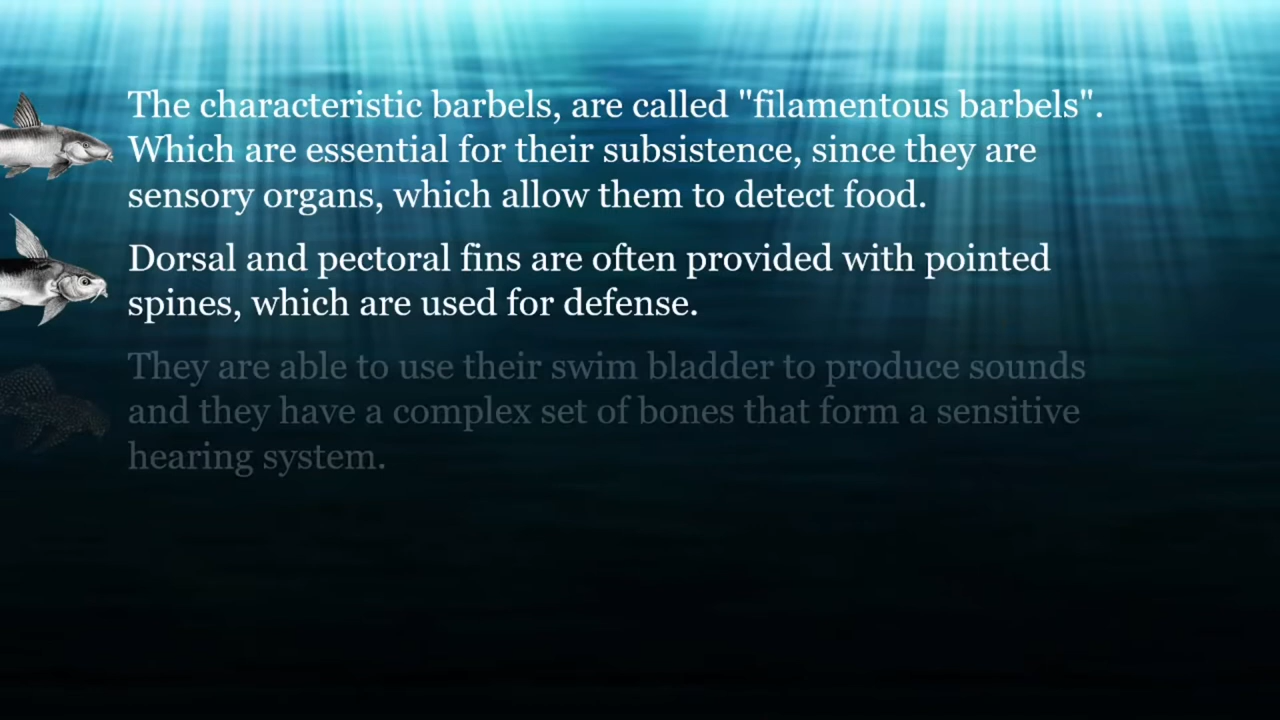 The characteristic barbels, are called "filamentous barbels".
Which are essential for their subsistence, since they are
sensory organs, which allow them to detect food.
Dorsal and pectoral fins are often provided with pointed
spines, which are used for defense.
They are able to use their swim bladder to produce sounds
and they have a complex set of bones that form a sensitive
hearing system.